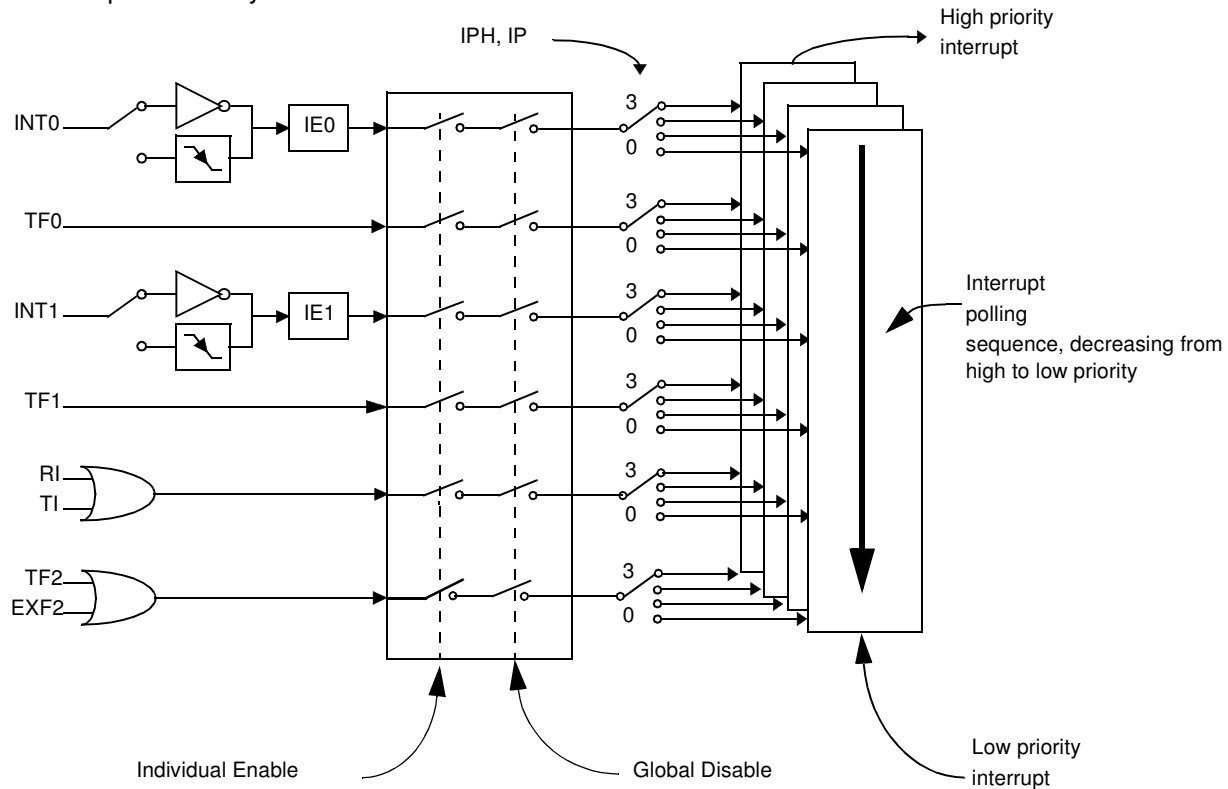 High priority
interrupt
IPH, IP
3
INT0
IE0
0
3
TF0
0
3
INT1
IE1
0
Interrupt
polling
sequence, decreasing from
high to low priority
3
TF1
0
3
RI
TI
0
3
TF2
EXF2
0
Individual Enable
Global Disable
Low priority
interrupt